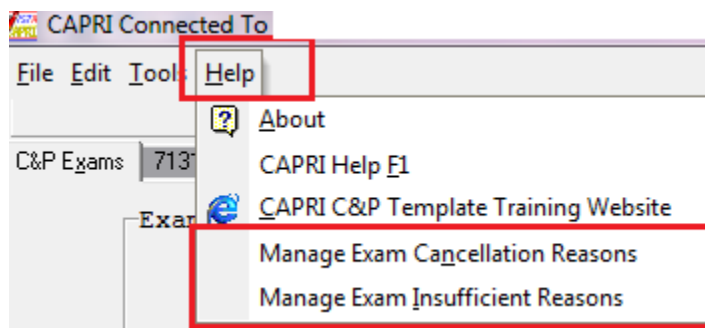 CAPRI Connected To
File Edit Tools Help
About
C&P Exams 713
CAPRI Help F1
CAPRI C&P Template Training Website
Manage Exam Cancellation Reasons
Manage Exam Insufficient Reasons